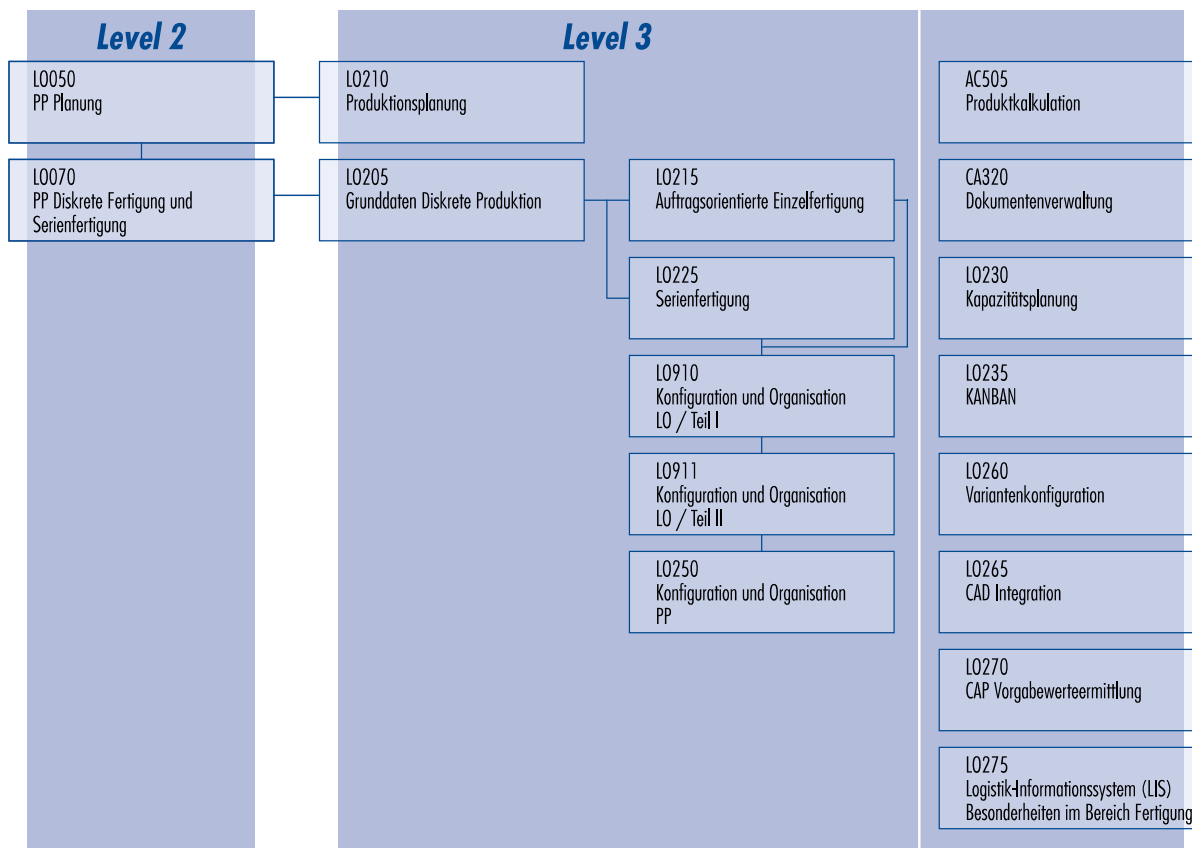 Level 2
Level 3
LO050
PP Planung
LO070
PP Diskrete Fertigung und
Serienfertigung
LO210
Produktionsplanung
LO205
Grunddaten Diskrete Produktion
LO215
Auftragsorientierte Einzelfertigung
LO225
Serienfertigung
LO910
Konfiguration und Organisation
LO / Teil I
LO911
Konfiguration und Organisation
LO / Teil II
LO250
Konfiguration und Organisation
PP
AC505
Produktkalkulation
CA320
Dokumentenverwaltung
LO230
Kapazitätsplanung
LO235
KANBAN
LO260
Variantenkonfiguration
LO265
CAD Integration
LO270
CAP Vorgabewerteermittlung
LO275
Logistik-Informationssystem (LIS)
Besonderheiten im Bereich Fertigung